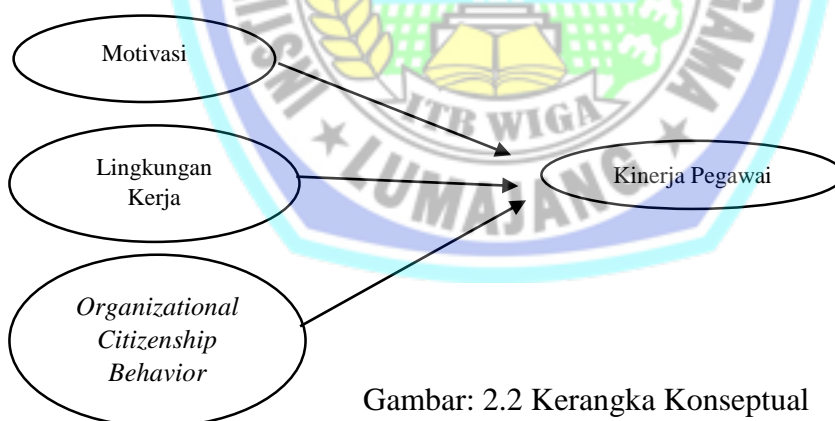 Motivasi
ITB WIGA
LUMAJANG
Lingkungan
Kerja
Kinerja Pegawai
Organizational
Citizenship
Behavior
Gambar: 2.2 Kerangka Konseptual